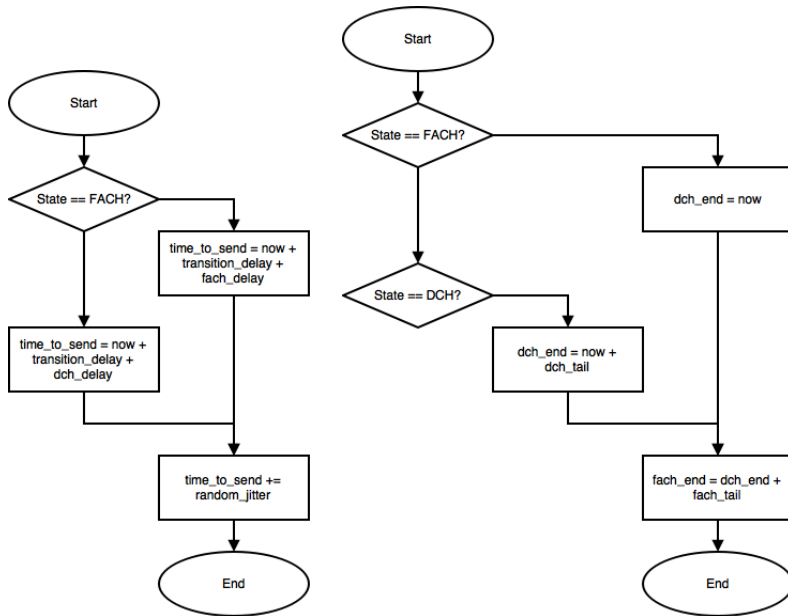 Start
State == FACH?
time_to_send = now +
transition_delay +
fach_delay
time_to_send = now +
transition_delay +
dch_delay
time_to_send +=
random_jitter
End
Start
State == FACH?
dch_end = now
State == DCH?
dch_end = now +
dch_tail
fach_end = dch_end +
fach_tail
End